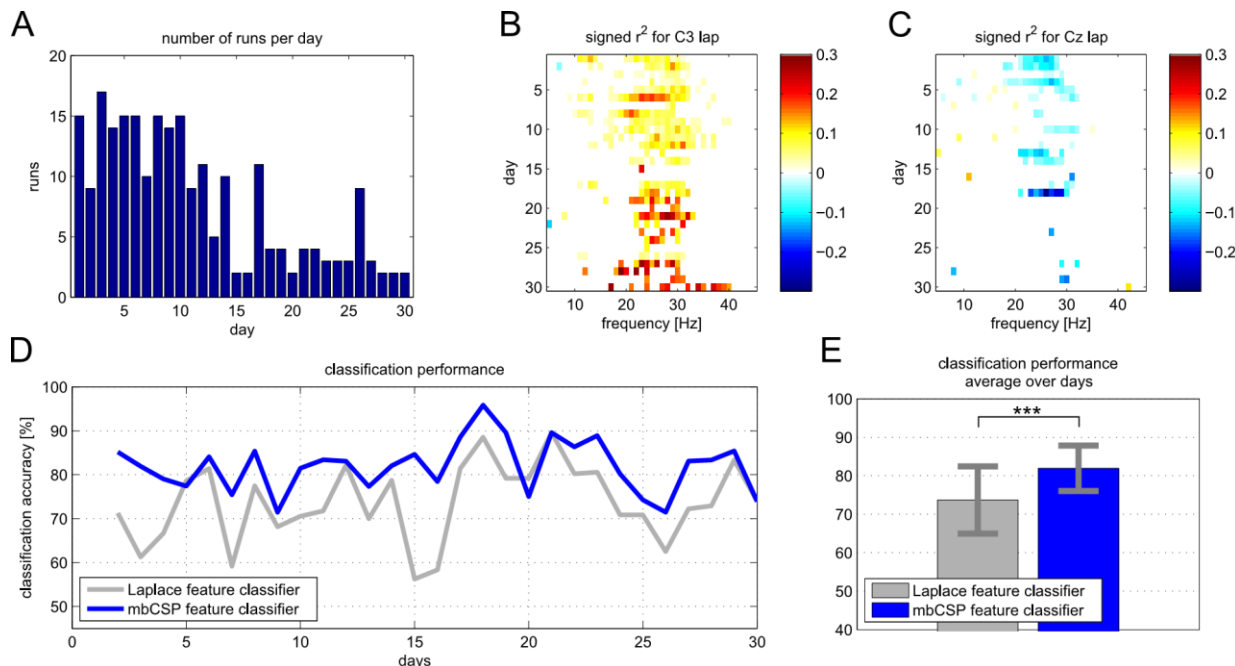 A
number of runs per day
20
15
10
5
0
runs
5 10 15 20 25 30
day
B
signed r² for C3 lap
5
10
15
20
25
30
day
10 20 30 40
frequency [Hz]
0.3
0.2
0.1
0
−0.1
−0.2
C
signed r² for Cz lap
5
10
15
20
25
30
day
10 20 30 40
frequency [Hz]
0.3
0.2
0.1
0
−0.1
−0.2
D
classification performance
100
90
80
70
60
50
classification accuracy [%]
Laplace feature classifier
mbCSP feature classifier
0 5 10 15 20 25 30
days
E
classification performance
average over days
100
90
80
70
60
50
40
***
Laplace feature classifier
mbCSP feature classifier